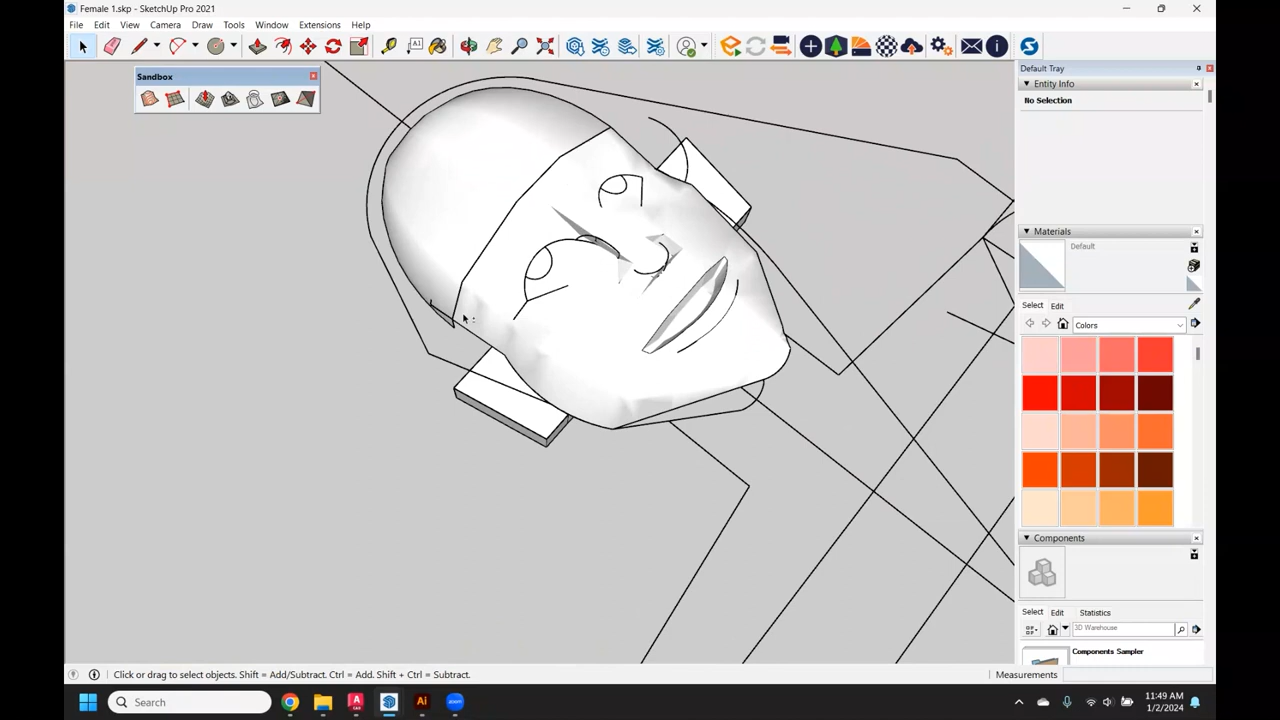 Female 1.skp - SketchUp Pro 2021
File Edit View Camera Draw Tools Window Extensions Help
Sandbox
Default Tray
Entity Info
No Selection
Materials
Default
Select Edit
Colors
Components
Select Edit Statistics
3D Warehouse
Components Sampler
Click or drag to select objects. Shift = Add/Subtract. Ctrl = Add. Shift + Ctrl = Subtract.
Measurements
Search
11:49 AM
1/2/2024